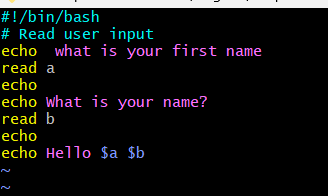 #!/bin/bash
# Read user input
echo  what is your first name
read a
echo
echo What is your name?
read b
echo
echo Hello $a $b
~
~